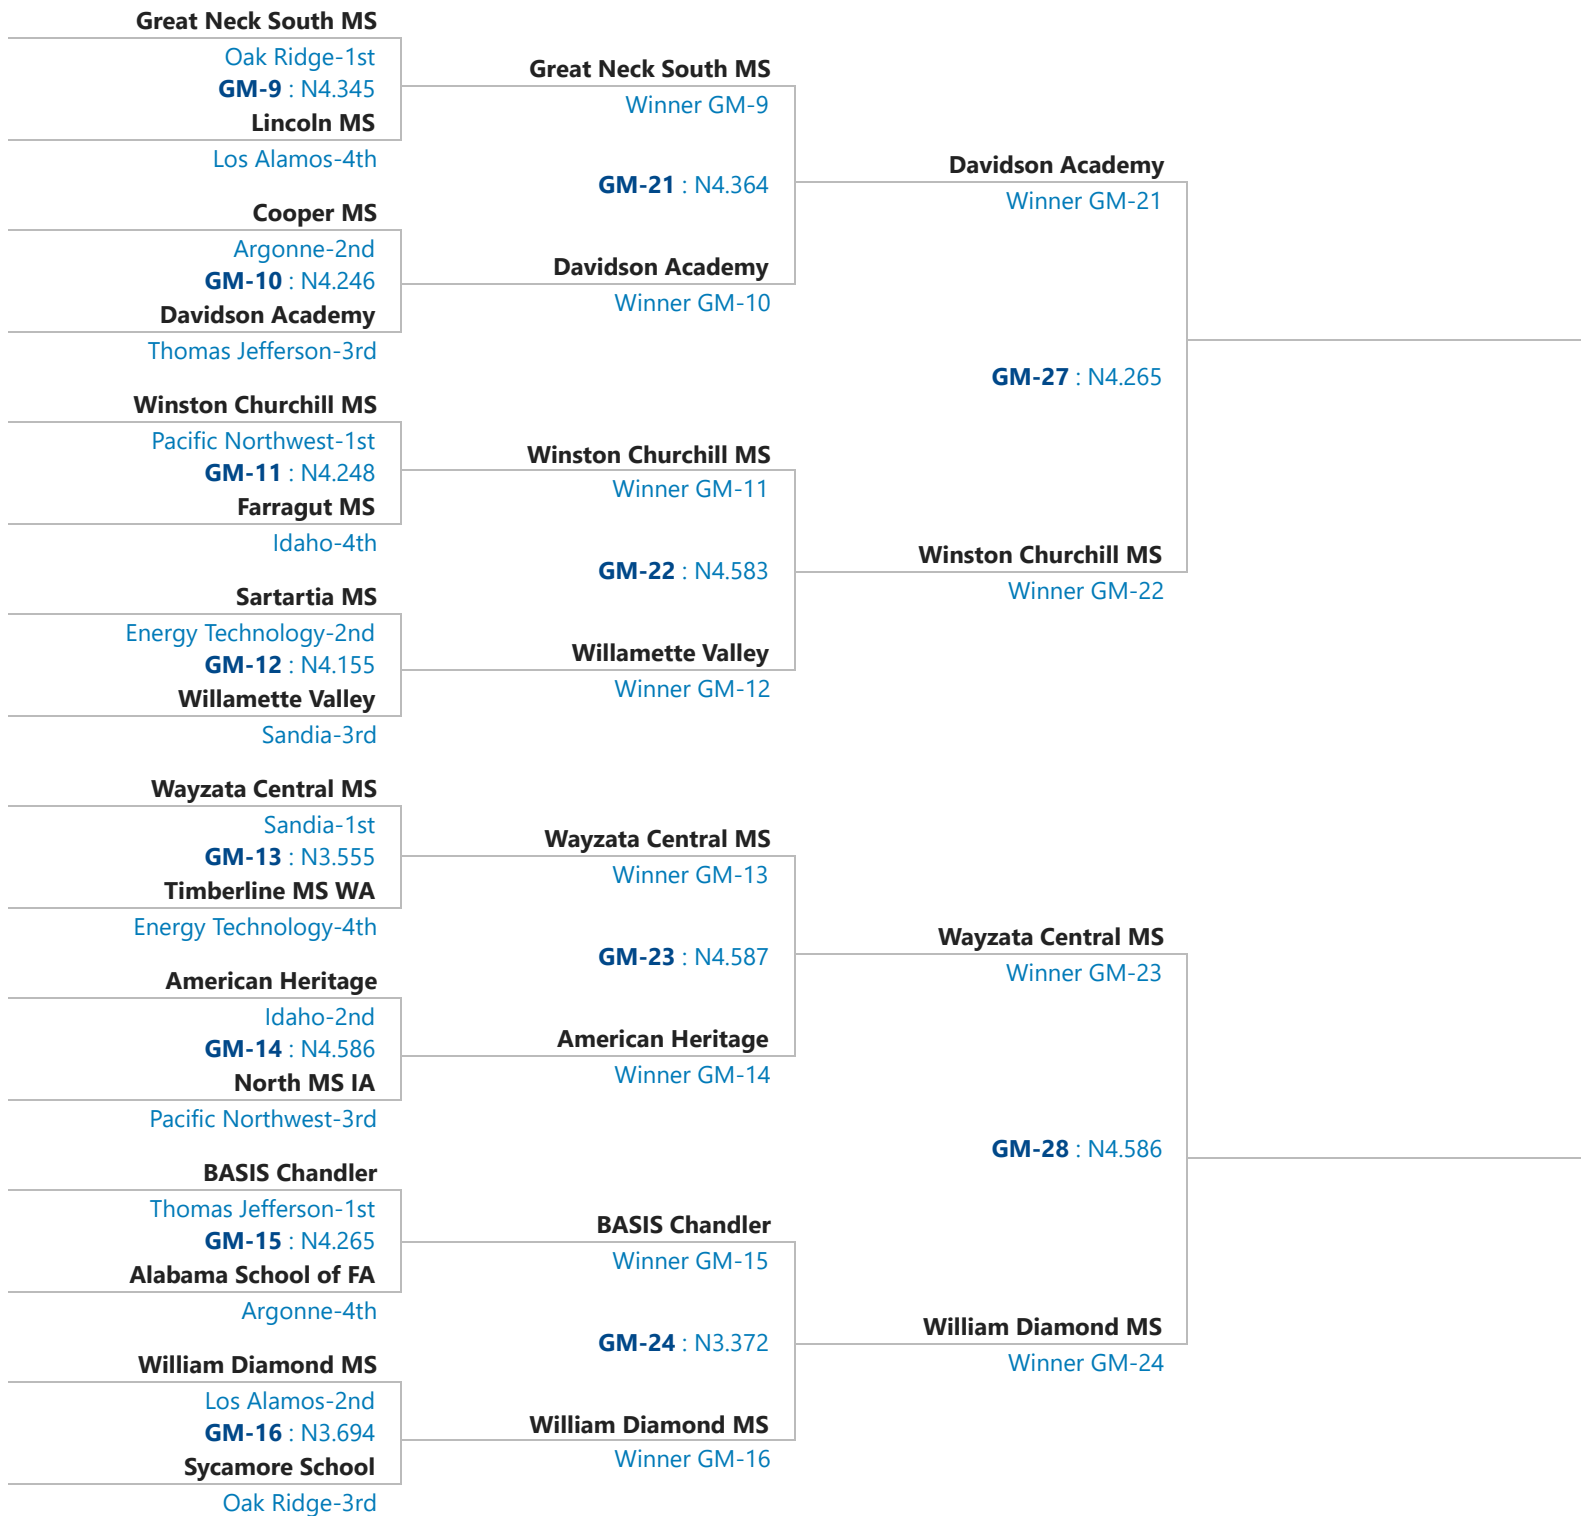 Great Neck South MS
Oak Ridge-1st
GM-9 : N4.345
Lincoln MS
Los Alamos-4th
Cooper MS
Argonne-2nd
GM-10 : N4.246
Davidson Academy
Thomas Jefferson-3rd
Winston Churchill MS
Pacific Northwest-1st
GM-11 : N4.248
Farragut MS
Idaho-4th
Sartartia MS
Energy Technology-2nd
GM-12 : N4.155
Willamette Valley
Sandia-3rd
Wayzata Central MS
Sandia-1st
GM-13 : N3.555
Timberline MS WA
Energy Technology-4th
American Heritage
Idaho-2nd
GM-14 : N4.586
North MS IA
Pacific Northwest-3rd
BASIS Chandler
Thomas Jefferson-1st
GM-15 : N4.265
Alabama School of FA
Argonne-4th
William Diamond MS
Los Alamos-2nd
GM-16 : N3.694
Sycamore School
Oak Ridge-3rd
Great Neck South MS
Winner GM-9
GM-21 : N4.364
Davidson Academy
Winner GM-10
Winston Churchill MS
Winner GM-11
GM-22 : N4.583
Willamette Valley
Winner GM-12
Wayzata Central MS
Winner GM-13
GM-23 : N4.587
American Heritage
Winner GM-14
BASIS Chandler
Winner GM-15
GM-24 : N3.372
William Diamond MS
Winner GM-16
Davidson Academy
Winner GM-21
GM-27 : N4.265
Winston Churchill MS
Winner GM-22
Wayzata Central MS
Winner GM-23
GM-28 : N4.586
William Diamond MS
Winner GM-24